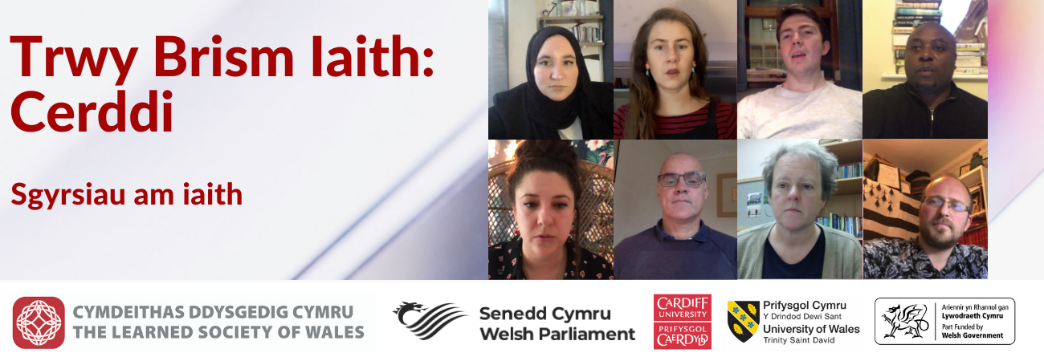 Trwy Brism Iaith:
Cerddi
Sgyrsiau am iaith
CYMDEITHAS DDYSGEDIG CYMRU
THE LEARNED SOCIETY OF WALES
Senedd Cymru
Welsh Parliament
CARDIFF
UNIVERSITY
PRIFYSGOL
CAERDYDD
Prifysgol Cymru
Y Drindod Dewi Sant
University of Wales
Trinity Saint David
Ariennir yn Rhannol gan
Lywodraeth Cymru
Part Funded by
Welsh Government